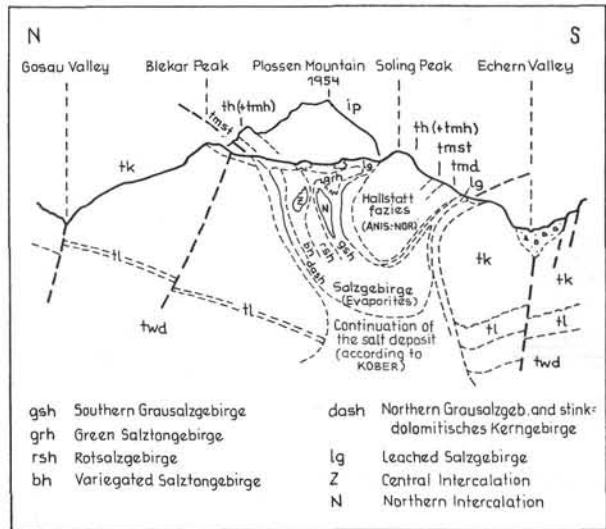 N S
Gosau Valley Blekar Peak Plassen Mountain Soling Peak Echern Valley
1954
th(+tmh) ip th(+tmh)
tmst tmst
tmd
lg lg
tk grh
Z Hallstatt
N fazies
(ANIS.-NOR)
tk tk
bn rsh gsh
dash
tl Salzgebirge
(Evaporites)
tl tl tl
twd Continuation of twd
the salt deposit
(according to
KOBER)
gsh Southern Grausalzgebirge
grh Green Salztongebirge
rsh Rotsalzgebirge
bh Variegated Salztongebirge
dash Northern Grausalzgeb. and stink=
dolomitisches Kerngebirge
lg Leached Salzgebirge
Z Central Intercalation
N Northern Intercalation